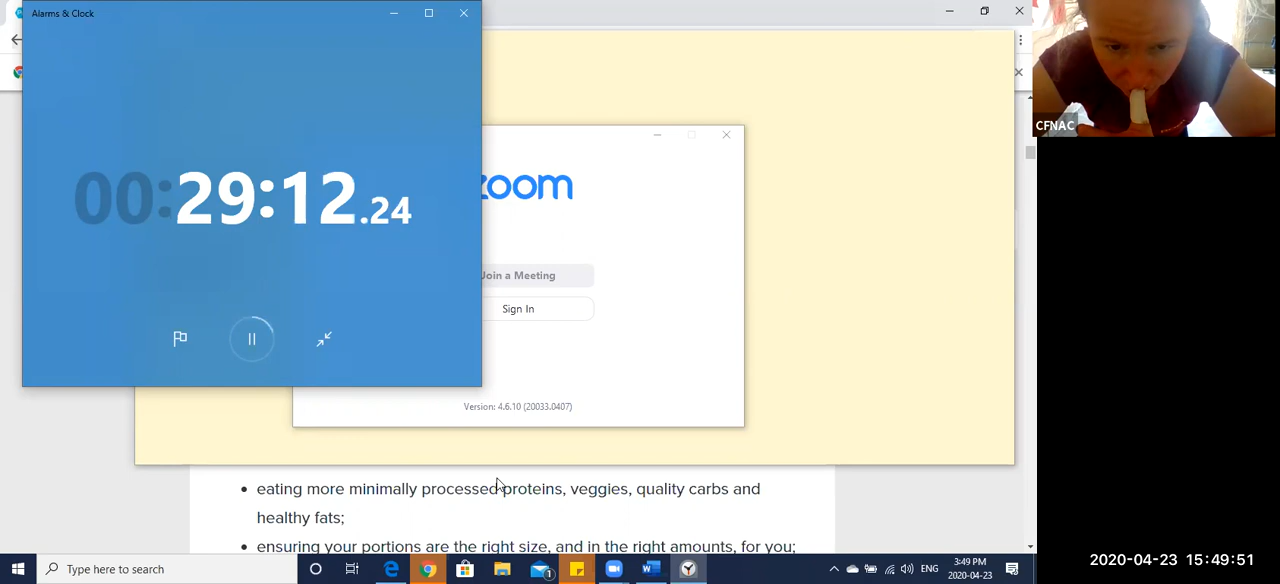 Alarms & Clock
00:29:12.24
zoom
Join a Meeting
Sign In
Version: 4.6.10 (20033.0407)
• eating more minimally processed proteins, veggies, quality carbs and
healthy fats;
• ensuring your portions are the right size, and in the right amounts, for you;
Type here to search
1
W
ENG
3:49 PM
2020-04-23
CFNAC
2020-04-23 15:49:51